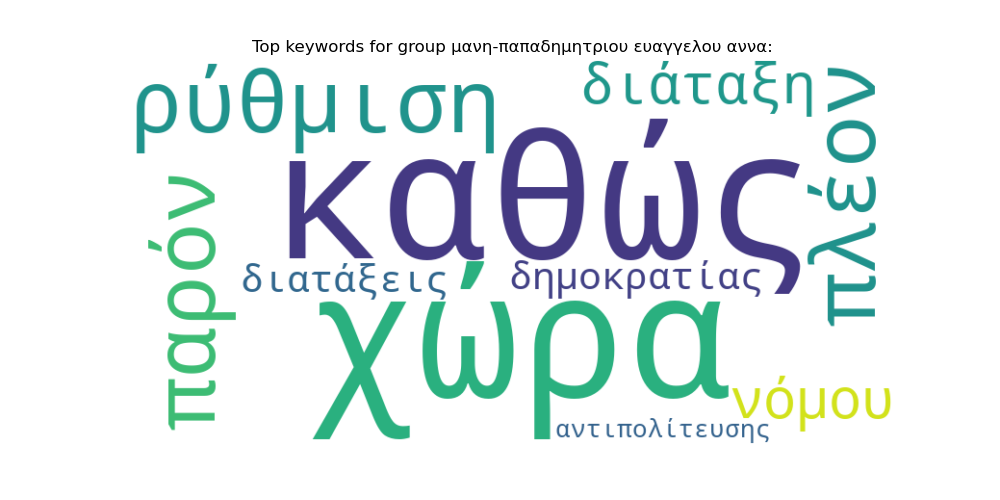 Top keywords for group μανη-παπαδημητριου ευαγγελου αννα:
ρύθμιση
διάταξη
πλέον
καθώς
παρόν
διατάξεις
δημοκρατίας
χώρα
νόμου
αντιπολίτευσης